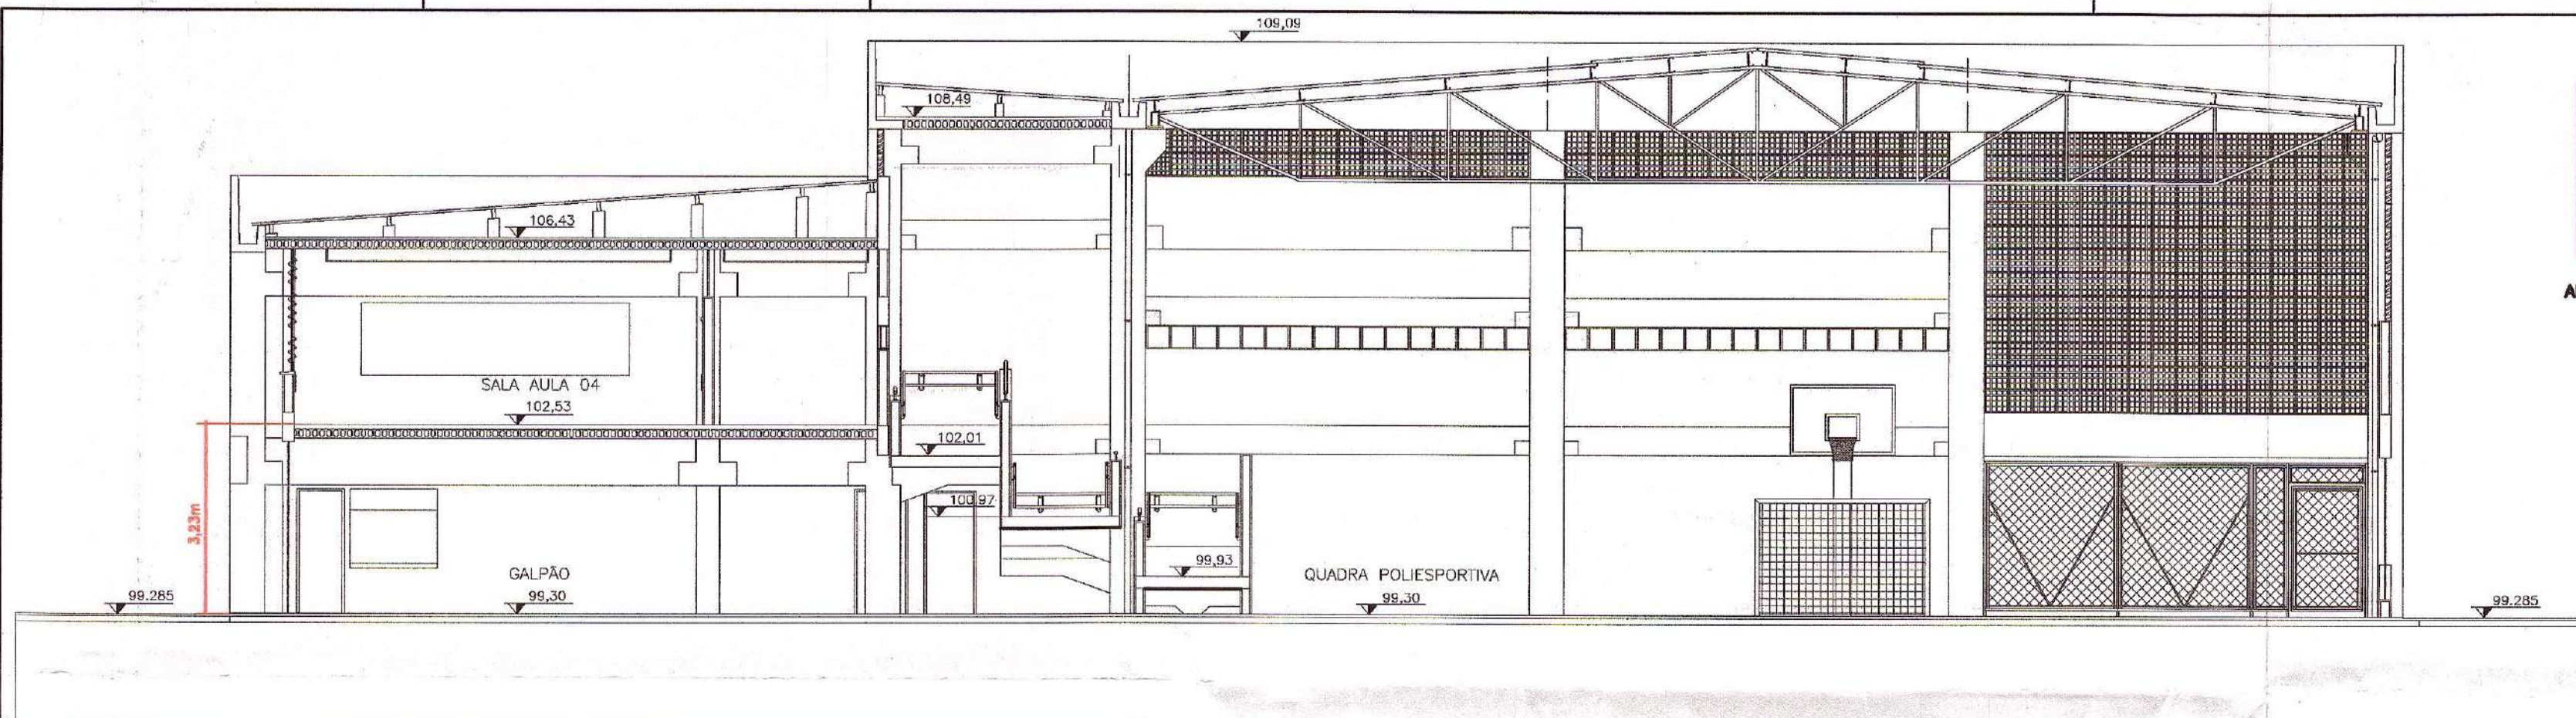 109,09
108,49
106,43
SALA AULA 04
102,53
102,01
100,97
3,23m
GALPÃO
99,30
99,93
QUADRA POLIESPORTIVA
99,30
99.285
99.285
A